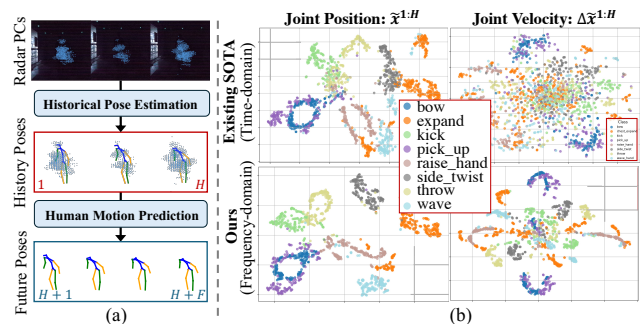 Radar PCs
Historical Pose Estimation
History Poses
1
H
Human Motion Prediction
Future Poses
H + 1
H + F
(a)
Joint Position: x̃^{1:H}
Joint Velocity: Δx̃^{1:H}
Existing SOTA
(Time-domain)
Ours
(Frequency-domain)
bow
expand
kick
pick_up
raise_hand
side_twist
throw
wave
Class
(b)